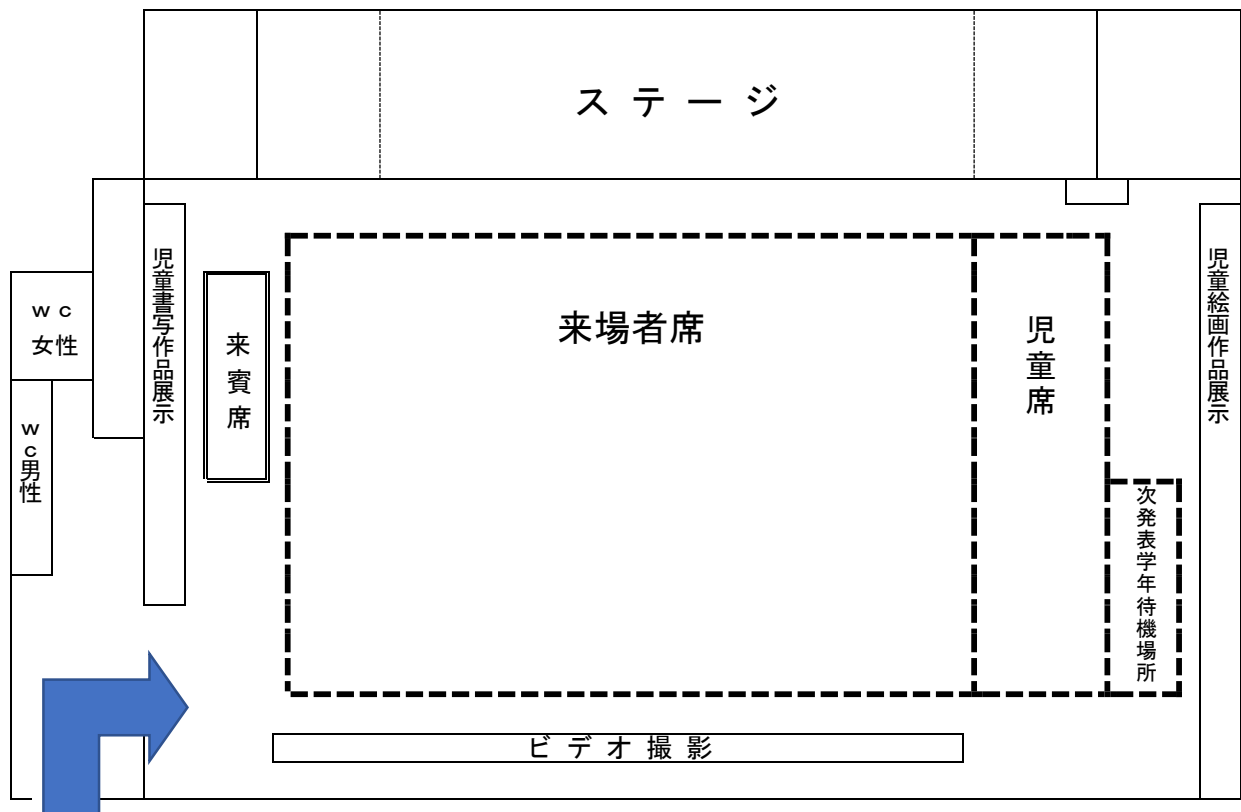 ステージ
ｗｃ
女性
ｗｃ男性
児童書写作品展示
来賓席
来場者席
児童席
児童絵画作品展示
次発表学年待機場所
ビデオ撮影